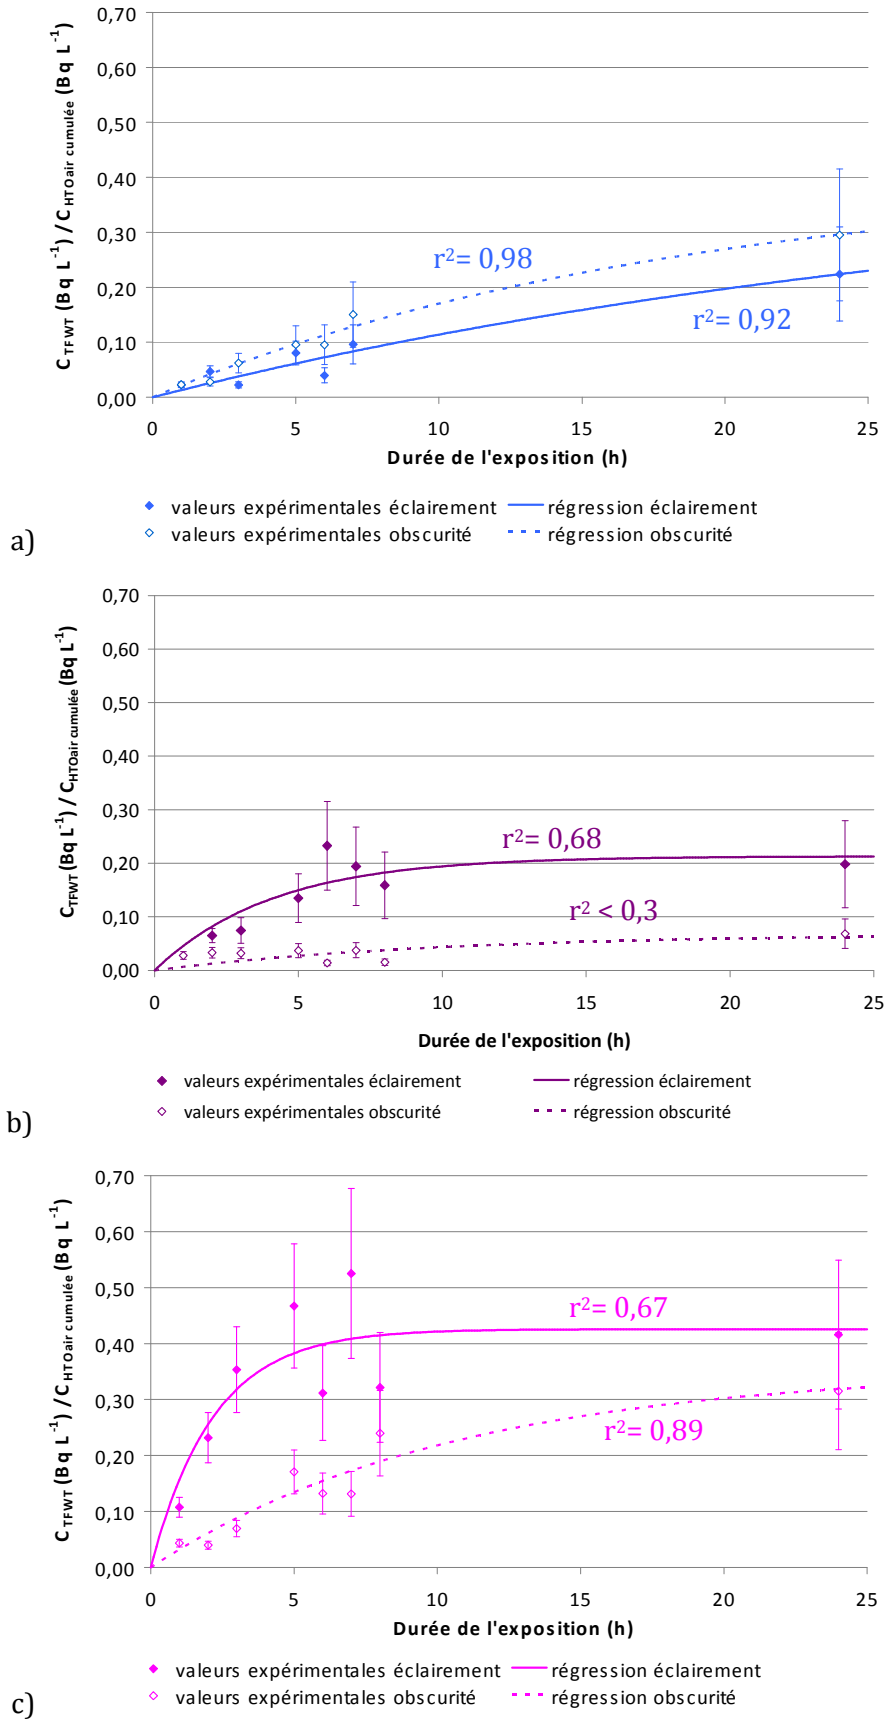 0,70
0,60
0,50
0,40
0,30
0,20
0,10
0,00
C TFWT (Bq L-1) / C HTOair cumulée (Bq L-1)
r2= 0,98
r2= 0,92
0 5 10 15 20 25
Durée de l'exposition (h)
valeurs expérimentales éclairement régression éclairement
valeurs expérimentales obscurité régression obscurité
a)
0,70
0,60
0,50
0,40
0,30
0,20
0,10
0,00
CTFWT (Bq L-1) / CHTOair cumulée (Bq L-1)
r2= 0,68
r2 < 0,3
0 5 10 15 20 25
Durée de l'exposition (h)
valeurs expérimentales éclairement régression éclairement
valeurs expérimentales obscurité régression obscurité
b)
0,70
0,60
0,50
0,40
0,30
0,20
0,10
0,00
C TFWT (Bq L-1) / C HTOair cumulée (Bq L-1)
r2= 0,67
r2= 0,89
0 5 10 15 20 25
Durée de l'exposition (h)
valeurs expérimentales éclairement régression éclairement
valeurs expérimentales obscurité régression obscurité
c)